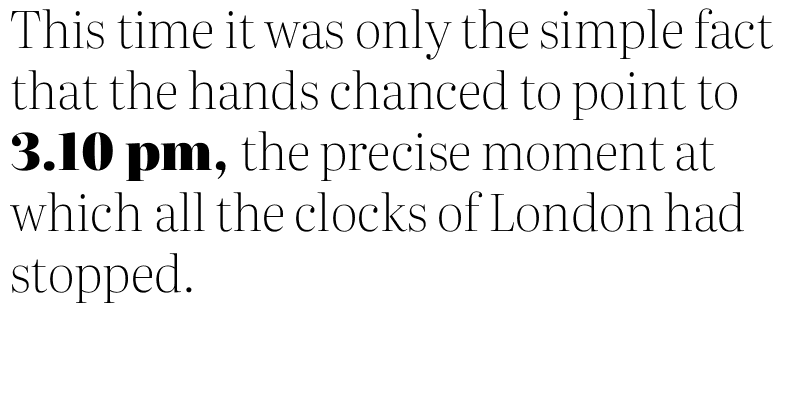 This time it was only the simple fact
that the hands chanced to point to
3.10 pm, the precise moment at
which all the clocks of London had
stopped.